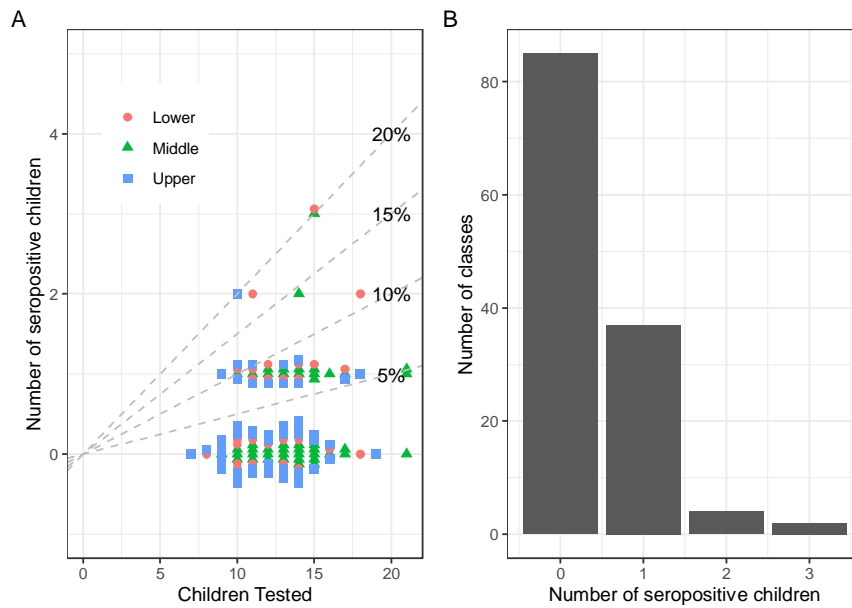 A
B
Number of seropositive children
4
2
0
Lower
Middle
Upper
20%
15%
10%
5%
0
5
10
15
20
Children Tested
Number of classes
80
60
40
20
0
0
1
2
3
Number of seropositive children